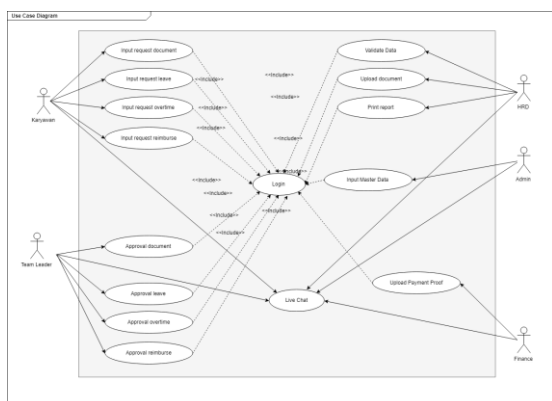 Use Case Diagram
Input request document
Validate Data
<<Include>>
<<Include>>
Input request leave
<<Include>>
Upload document
Karyawan
HRD
<<Include>>
Input request overtime
<<Include>>
Print report
<<Include>>
Input request reimburse
<<Include>>
<<Include>>
Login
Input Master Data
Admin
<<Include>>
<<Include>>
<<Include>>
<<Include>>
Approval document
Team Leader
Approval leave
Live Chat
Upload Payment Proof
Approval overtime
Finance
Approval reimburse